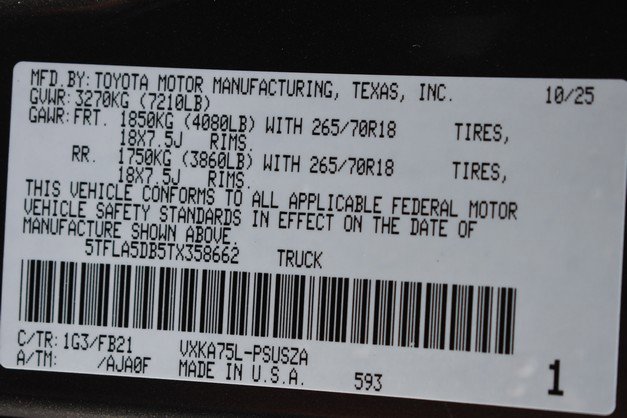 MFD BY: TOYOTA MOTOR MANUFACTURING, TEXAS, INC. 10/25
GVWR: 3270KG (7210LB)
GAWR: FRT. 1850KG (4080LB) WITH 265/70R18 TIRES,
18X7.5J RIMS.
RR. 1750KG (3860LB) WITH 265/70R18 TIRES,
18X7.5J RIMS.
THIS VEHICLE CONFORMS TO ALL APPLICABLE FEDERAL MOTOR
VEHICLE SAFETY STANDARDS IN EFFECT ON THE DATE OF
MANUFACTURE SHOWN ABOVE.
5TFLA5DB5TX358662 TRUCK
C/TR: 1G3/FB21 VXKA75L-PSUSZA
A/TM: /AJA0F MADE IN U.S.A. 593 1